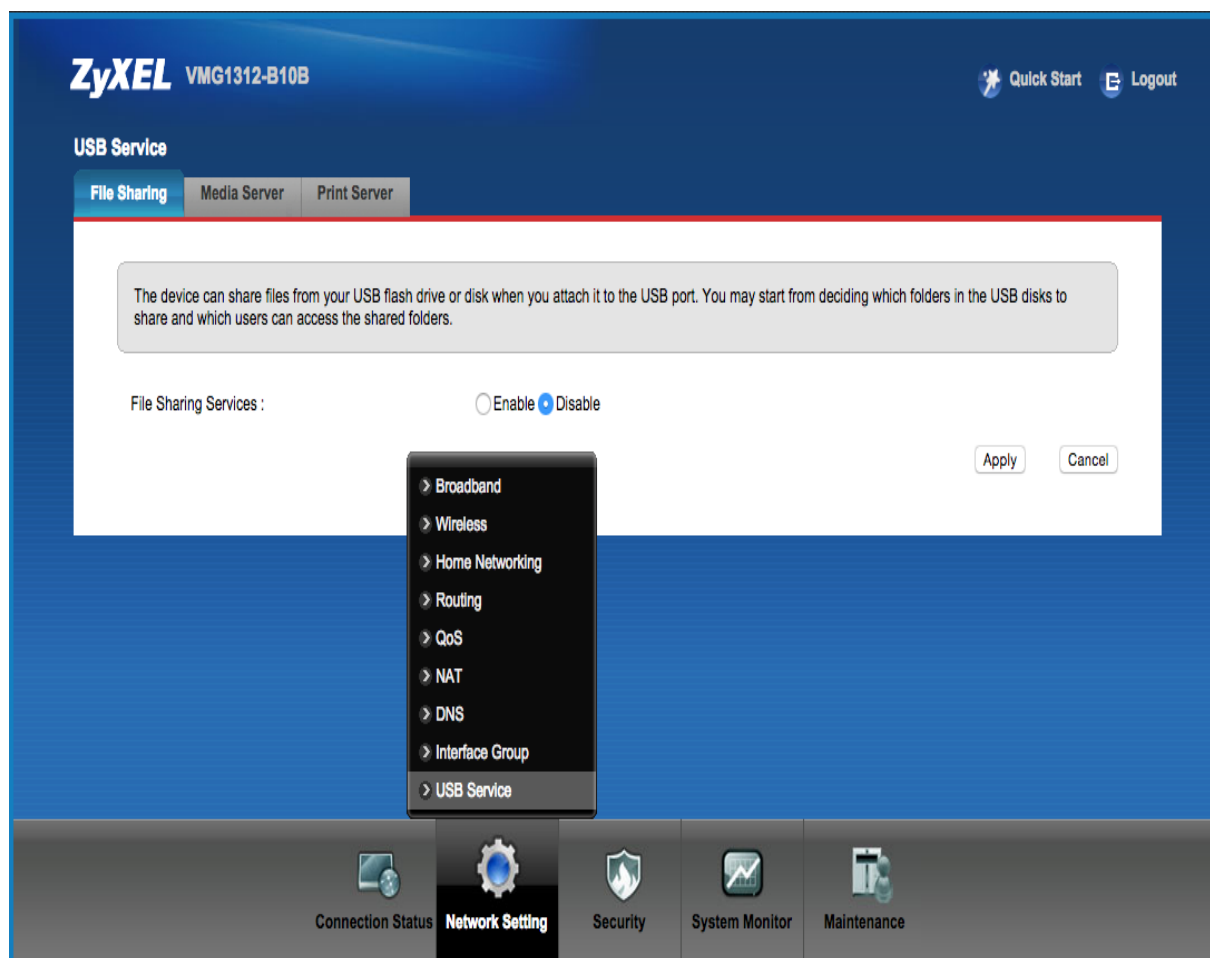 ZyXEL VMG1312-B10B
Quick Start Logout
USB Service
File Sharing Media Server Print Server
The device can share files from your USB flash drive or disk when you attach it to the USB port. You may start from deciding which folders in the USB disks to
share and which users can access the shared folders.
File Sharing Services : Enable Disable
Apply Cancel
Broadband
Wireless
Home Networking
Routing
QoS
NAT
DNS
Interface Group
USB Service
Connection Status Network Setting Security System Monitor Maintenance